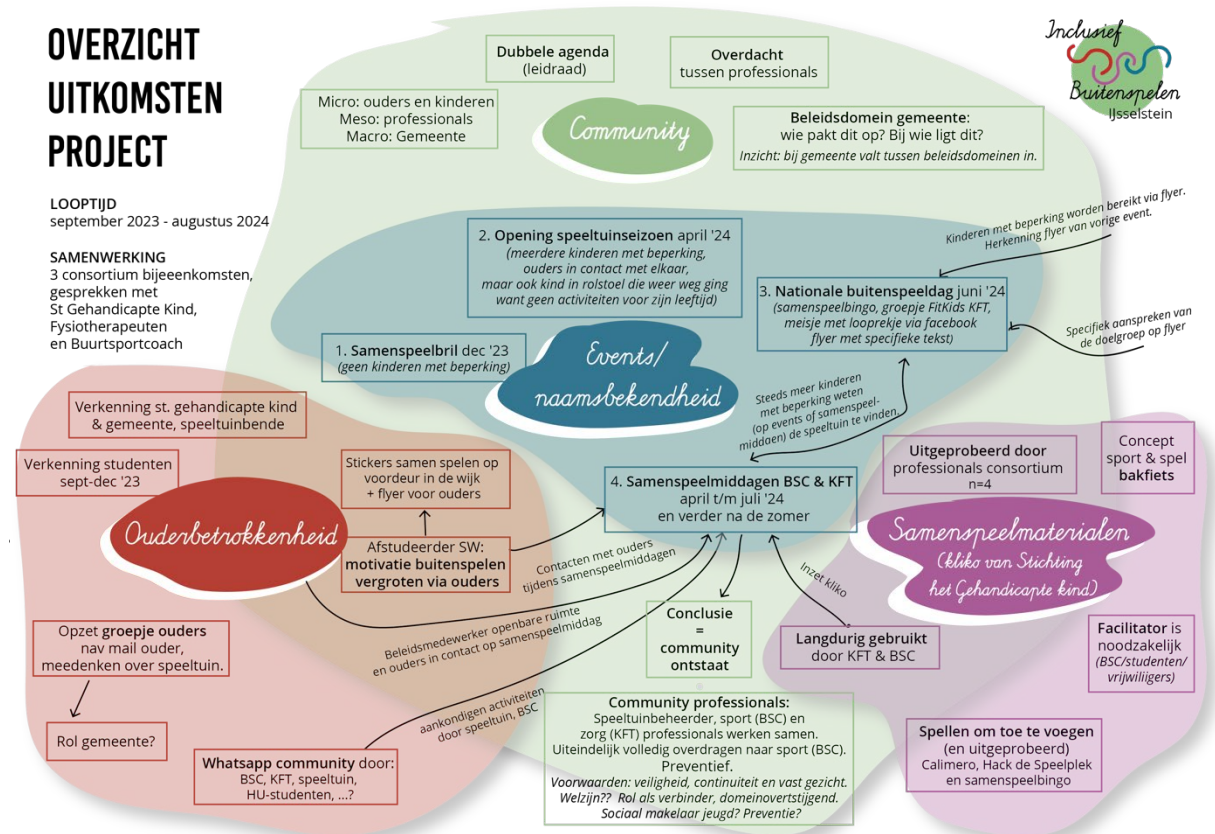 OVERZICHT
UITKOMSTEN
PROJECT
LOOPTIJD
september 2023 - augustus 2024
SAMENWERKING
3 consortium bijeeenkomsten,
gesprekken met
St Gehandicapte Kind,
Fysiotherapeuten
en Buurtsportcoach
Inclusief
Buitenspelen
IJsselstein
Dubbele agenda
(leidraad)
Overdacht
tussen professionals
Micro: ouders en kinderen
Meso: professionals
Macro: Gemeente
Community
Beleidsdomein gemeente:
wie pakt dit op? Bij wie ligt dit?
Inzicht: bij gemeente valt tussen beleidsdomeinen in.
Kinderen met beperking worden bereikt via flyer.
Herkenning flyer van vorige event.
2. Opening speeltuinseizoen april '24
(meerdere kinderen met beperking,
ouders in contact met elkaar,
maar ook kind in rolstoel die weer weg ging
want geen activiteiten voor zijn leeftijd)
3. Nationale buitenspeeldag juni '24
(samenspelbingo, groepje FitKids KFT,
meisje met looprekje via facebook
flyer met specifieke tekst)
Specifiek aanspreken van
de doelgroep op flyer
1. Samenspeelbril dec '23
(geen kinderen met beperking)
Events/
naamsbekendheid
Steeds meer kinderen
met beperking weten
(op events of samenspeel-
middaen) de speeltuin te vinden.
Verkenning st. gehandicapte kind
& gemeente, speeltuinbende
Verkenning studenten
sept-dec '23
Stickers samen spelen op
voordeur in de wijk
+ flyer voor ouders
Ouderbetrokkenheid
Afstudeerder SW:
motivatie buitenspelen
vergroten via ouders
4. Samenspeelmiddagen BSC & KFT
april t/m juli '24
en verder na de zomer
Uitgeprobeerd door
professionals consortium
n=4
Concept
sport & spel
bakfiets
Samenspeelmaterialen
(kliko van Stichting
het Gehandicapte kind)
Contacten met ouders
tijdens samenspeelmiddagen
Beleidsmedewerker openbare ruimte
en ouders in contact op samenspeelmiddag
Inzet kliko
Conclusie
=
community
ontstaat
Langdurig gebruikt
door KFT & BSC
Facilitator is
noodzakelijk
(BSC/studenten/
vrijwiliigers)
Opzet groepje ouders
nav mail ouder,
meedenken over speeltuin.
Rol gemeente?
aankondigen activiteiten
door speeltuin, BSC
Whatsapp community door:
BSC, KFT, speeltuin,
HU-studenten, ...?
Community professionals:
Speeltuinbeheerder, sport (BSC) en
zorg (KFT) professionals werken samen.
Uiteindelijk volledig overdragen naar sport (BSC).
Preventief.
Voorwaarden: veiligheid, continuiteit en vast gezicht.
Welzijn?? Rol als verbinder, domeinovertstijgend.
Sociaal makelaar jeugd? Preventie?
Spellen om toe te voegen
(en uitgeprobeerd)
Calimero, Hack de Speelplek
en samenspeelbingo